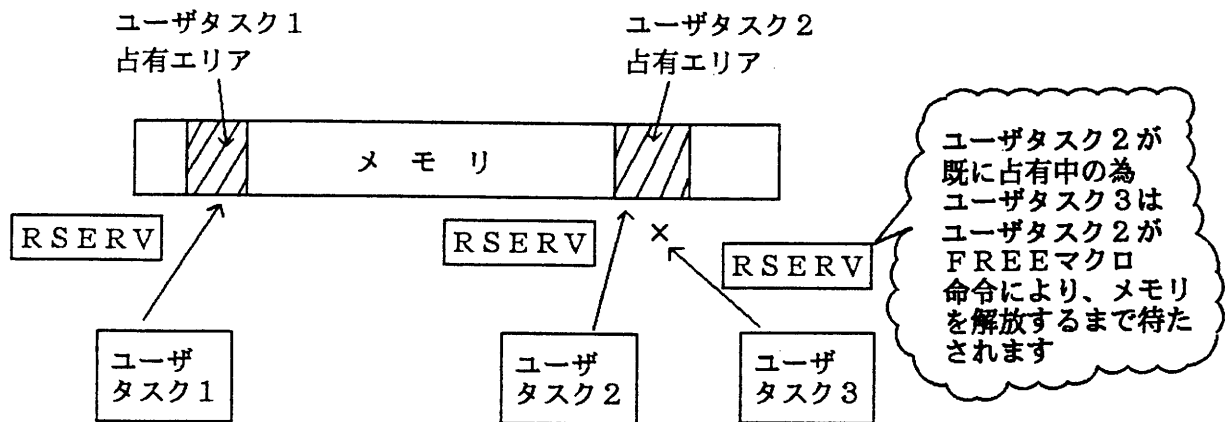 ユーザタスク１
占有エリア
ユーザタスク２
占有エリア
メモリ
ＲＳＥＲＶ
ＲＳＥＲＶ
×
ＲＳＥＲＶ
ユーザ
タスク１
ユーザ
タスク２
ユーザ
タスク３
ユーザタスク２が
既に占有中の為
ユーザタスク３は
ユーザタスク２が
ＦＲＥＥマクロ
命令により、メモリ
を解放するまで待た
されます